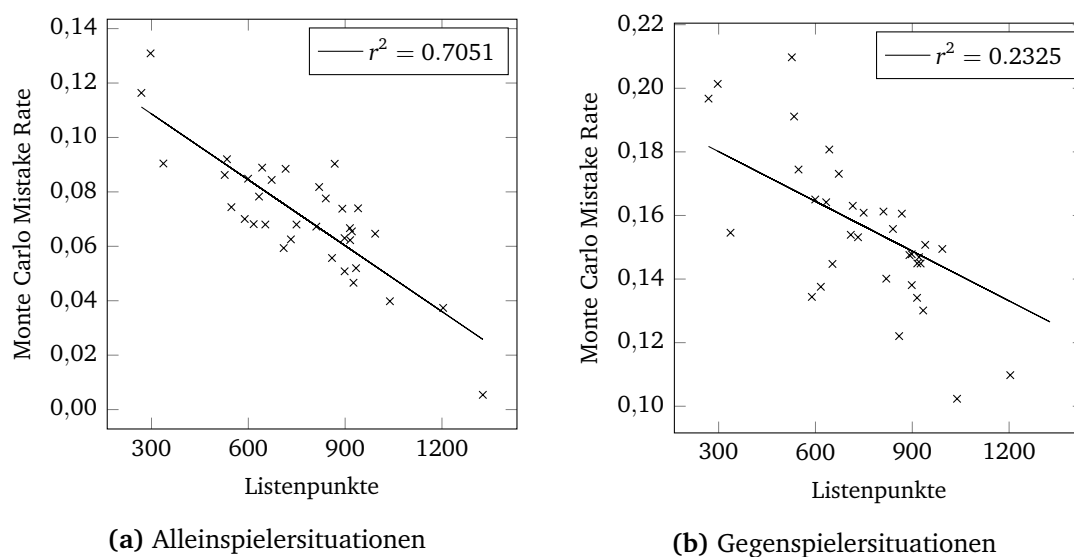 0,14
0,12
0,10
0,08
0,06
0,04
0,02
0,00
Monte Carlo Mistake Rate
r² = 0.7051
300 600 900 1200
Listenpunkte
(a) Alleinspielersituationen
0,22
0,20
0,18
0,16
0,14
0,12
0,10
Monte Carlo Mistake Rate
r² = 0.2325
300 600 900 1200
Listenpunkte
(b) Gegenspielersituationen